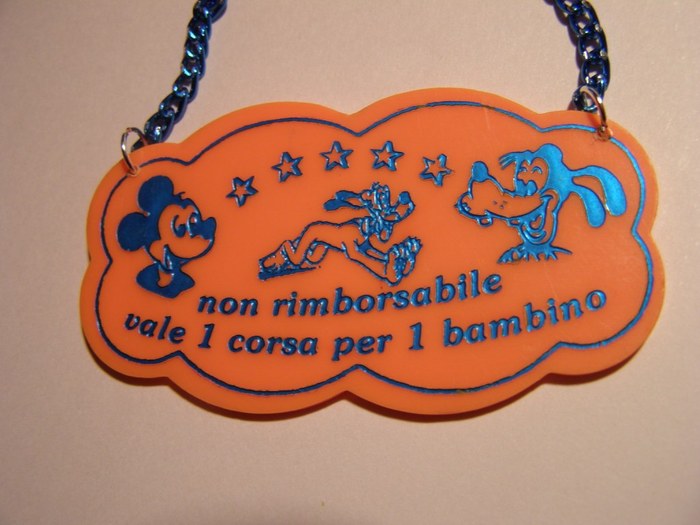 non rimborsabile
vale 1 corsa per 1 bambino